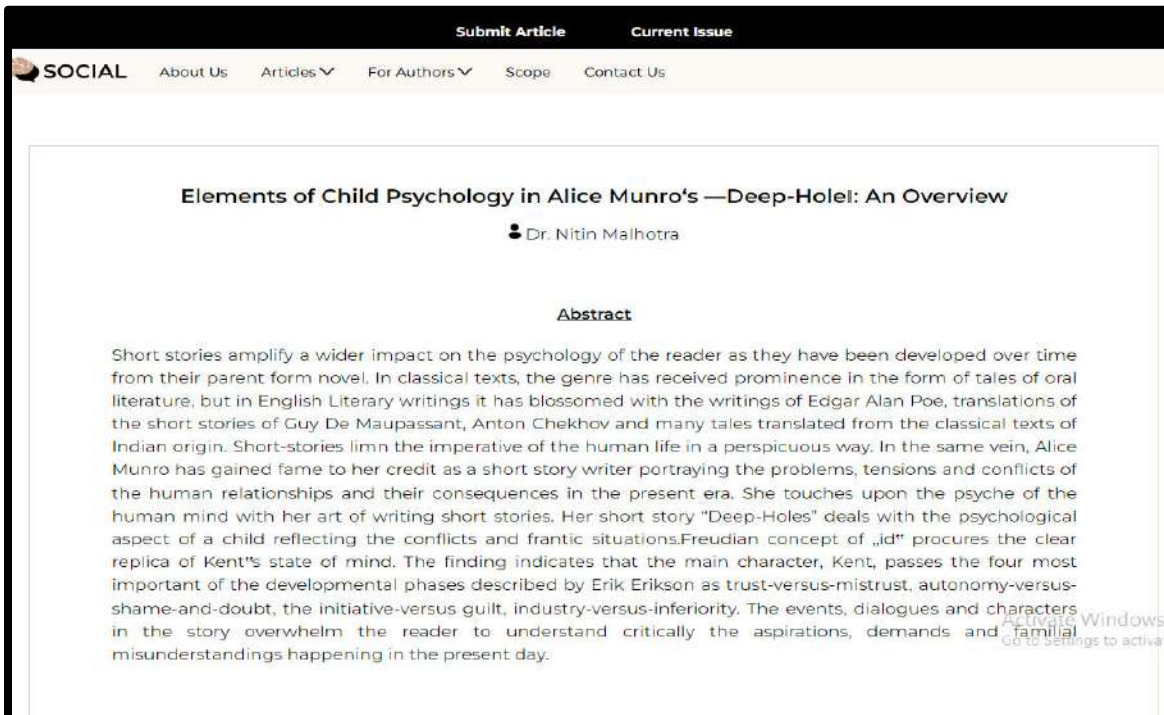 Submit Article Current Issue
SOCIAL About Us Articles For Authors Scope Contact Us
Elements of Child Psychology in Alice Munro‘s —Deep-Holeǁ: An Overview
Dr. Nitin Malhotra
Abstract
Short stories amplify a wider impact on the psychology of the reader as they have been developed over time
from their parent form novel. In classical texts, the genre has received prominence in the form of tales of oral
literature, but in English Literary writings it has blossomed with the writings of Edgar Alan Poe, translations of
the short stories of Guy De Maupassant, Anton Chekhov and many tales translated from the classical texts of
Indian origin. Short-stories limn the imperative of the human life in a perspicuous way. In the same vein, Alice
Munro has gained fame to her credit as a short story writer portraying the problems, tensions and conflicts of
the human relationships and their consequences in the present era. She touches upon the psyche of the
human mind with her art of writing short stories. Her short story "Deep-Holes" deals with the psychological
aspect of a child reflecting the conflicts and frantic situations.Freudian concept of „id‟ procures the clear
replica of Kent‟s state of mind. The finding indicates that the main character, Kent, passes the four most
important of the developmental phases described by Erik Erikson as trust-versus-mistrust, autonomy-versus-
shame-and-doubt, the initiative-versus guilt, industry-versus-inferiority. The events, dialogues and characters
in the story overwhelm the reader to understand critically the aspirations, demands and familial
misunderstandings happening in the present day.
Activate Windows
Go to Settings to activa